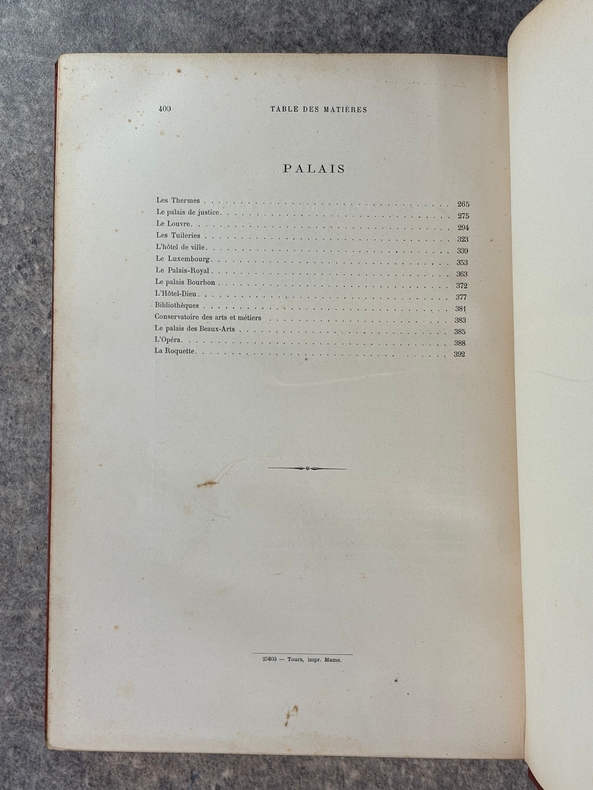 400 TABLE DES MATIÈRES
PALAIS
Les Thermes . . . . . . . . . . . . . . . . . . . . . . . . . . . . . 265
Le palais de justice. . . . . . . . . . . . . . . . . . . . . . . . . . . 275
Le Louvre. . . . . . . . . . . . . . . . . . . . . . . . . . . . . . 294
Les Tuileries . . . . . . . . . . . . . . . . . . . . . . . . . . . . . 323
L'hôtel de ville. . . . . . . . . . . . . . . . . . . . . . . . . . . . . 339
Le Luxembourg. . . . . . . . . . . . . . . . . . . . . . . . . . . . 353
Le Palais-Royal. . . . . . . . . . . . . . . . . . . . . . . . . . . . 363
Le palais Bourbon . . . . . . . . . . . . . . . . . . . . . . . . . . . 372
L'Hôtel-Dieu. . . . . . . . . . . . . . . . . . . . . . . . . . . . . 377
Bibliothèques . . . . . . . . . . . . . . . . . . . . . . . . . . . . . 381
Conservatoire des arts et métiers . . . . . . . . . . . . . . . . . . . . . 383
Le palais des Beaux-Arts . . . . . . . . . . . . . . . . . . . . . . . . 385
L'Opéra. . . . . . . . . . . . . . . . . . . . . . . . . . . . . . . 388
La Roquette. . . . . . . . . . . . . . . . . . . . . . . . . . . . . . 392
25603 — Tours, impr. Mame.